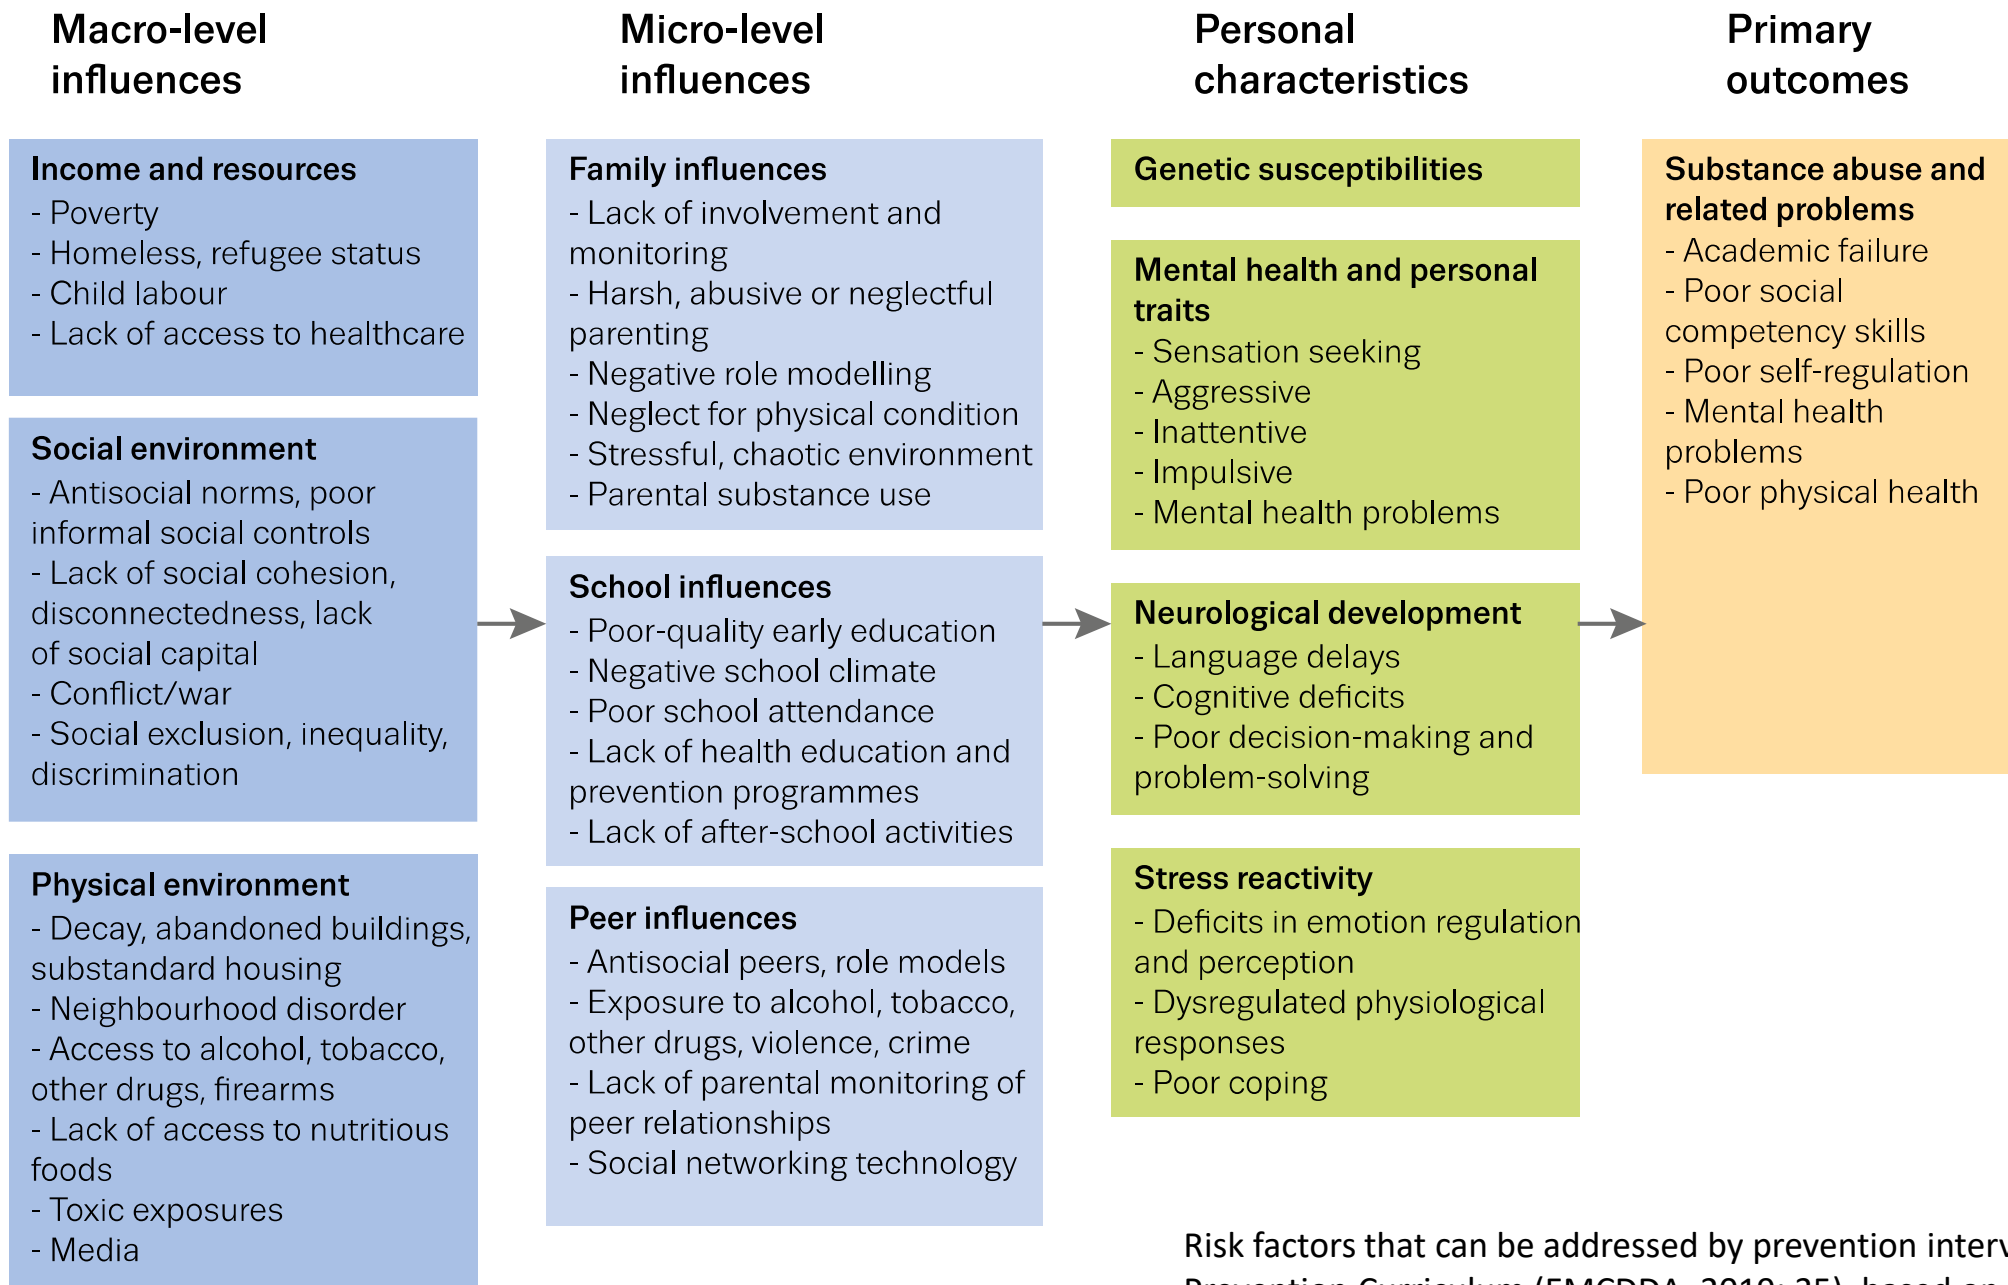 Macro-level
influences
Income and resources
- Poverty
- Homeless, refugee status
- Child labour
- Lack of access to healthcare
Social environment
- Antisocial norms, poor
informal social controls
- Lack of social cohesion,
disconnectedness, lack
of social capital
- Conflict/war
- Social exclusion, inequality,
discrimination
Physical environment
- Decay, abandoned buildings,
substandard housing
- Neighbourhood disorder
- Access to alcohol, tobacco,
other drugs, firearms
- Lack of access to nutritious
foods
- Toxic exposures
- Media
Micro-level
influences
Family influences
- Lack of involvement and
monitoring
- Harsh, abusive or neglectful
parenting
- Negative role modelling
- Neglect for physical condition
- Stressful, chaotic environment
- Parental substance use
School influences
- Poor-quality early education
- Negative school climate
- Poor school attendance
- Lack of health education and
prevention programmes
- Lack of after-school activities
Peer influences
- Antisocial peers, role models
- Exposure to alcohol, tobacco,
other drugs, violence, crime
- Lack of parental monitoring of
peer relationships
- Social networking technology
Personal
characteristics
Genetic susceptibilities
Mental health and personal
traits
- Sensation seeking
- Aggressive
- Inattentive
- Impulsive
- Mental health problems
Neurological development
- Language delays
- Cognitive deficits
- Poor decision-making and
problem-solving
Stress reactivity
- Deficits in emotion regulation
and perception
- Dysregulated physiological
responses
- Poor coping
Primary
outcomes
Substance abuse and
related problems
- Academic failure
- Poor social
competency skills
- Poor self-regulation
- Mental health
problems
- Poor physical health
Risk factors that can be addressed by prevention interv
Prevention Curriculum (EMCDDA, 2019: 35), based on